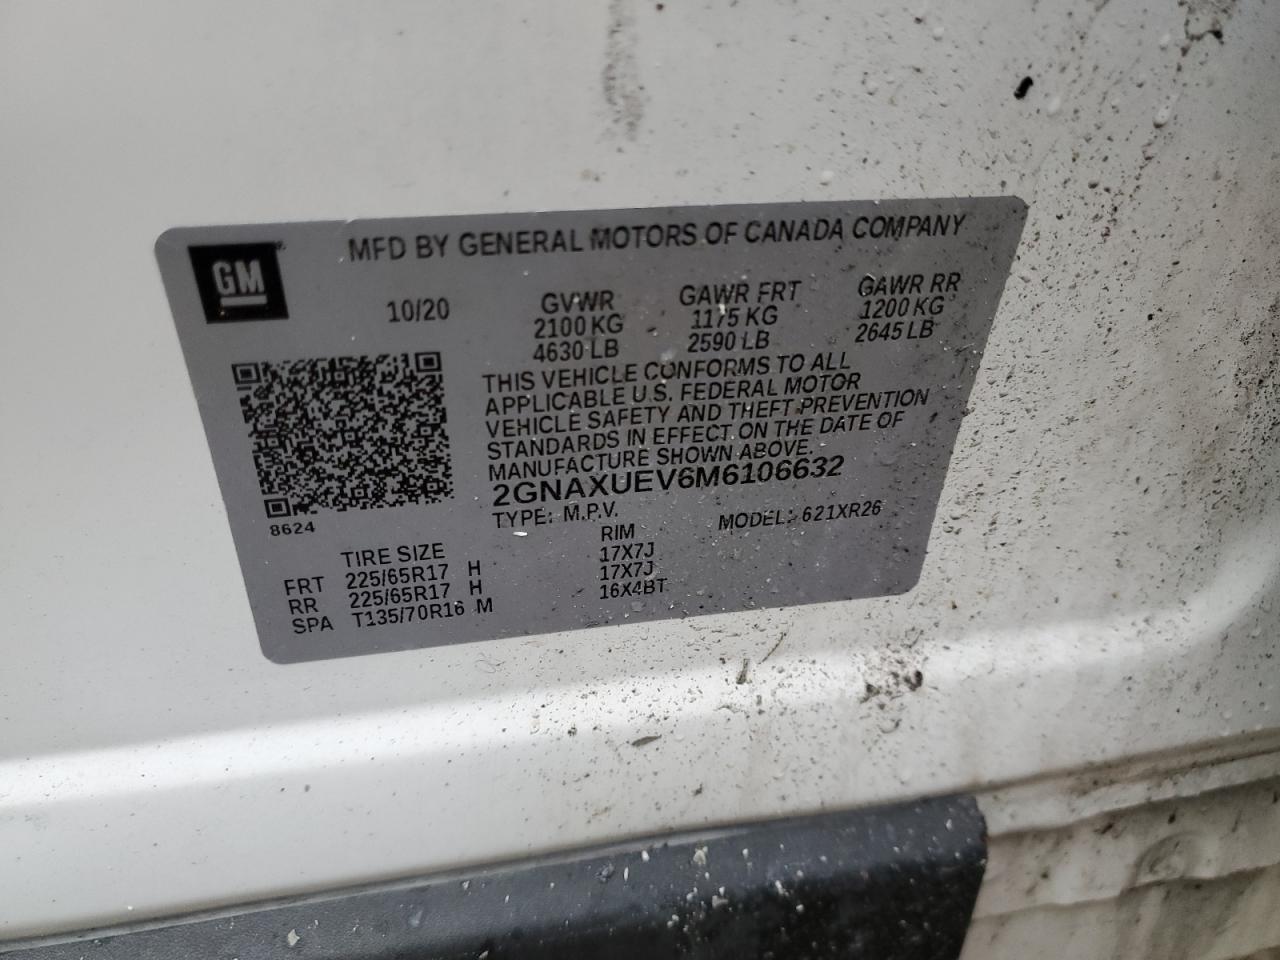 GM
MFD BY GENERAL MOTORS OF CANADA COMPANY
10/20
GVWR GAWR FRT GAWR RR
2100 KG 1175 KG 1200 KG
4630 LB 2590 LB 2645 LB
THIS VEHICLE CONFORMS TO ALL
APPLICABLE U.S. FEDERAL MOTOR
VEHICLE SAFETY AND THEFT PREVENTION
STANDARDS IN EFFECT ON THE DATE OF
MANUFACTURE SHOWN ABOVE.
2GNAXUEV6M6106632
TYPE: M.P.V. MODEL: 621XR26
8624
TIRE SIZE RIM
FRT 225/65R17 H 17X7J
RR 225/65R17 H 17X7J
SPA T135/70R16 M 16X4BT